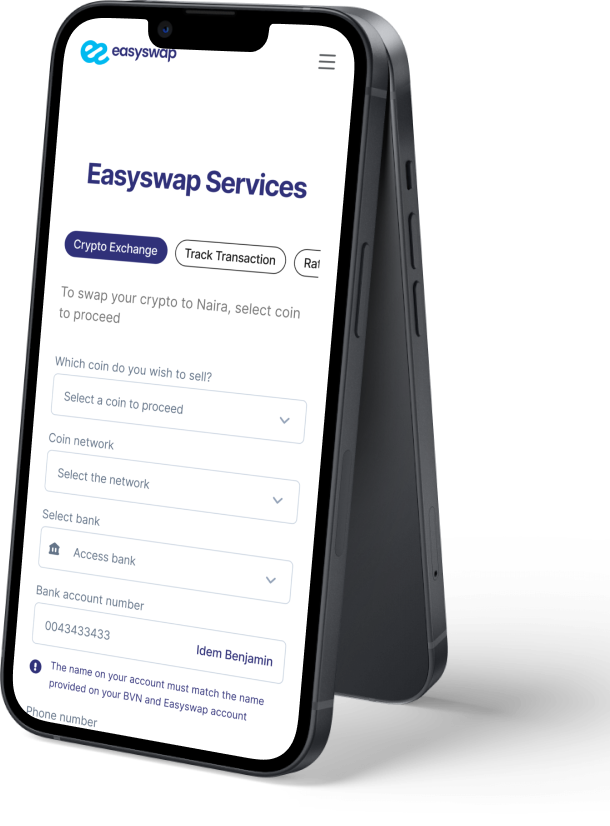 easyswap
Easyswap Services
Crypto Exchange
Track Transaction
To swap your crypto to Naira, select coin
to proceed
Which coin do you wish to sell?
Select a coin to proceed
Coin network
Select the network
Select bank
Access bank
Bank account number
0043433433
Idem Benjamin
The name on your account must match the name
provided on your BVN and Easyswap account
Phone number